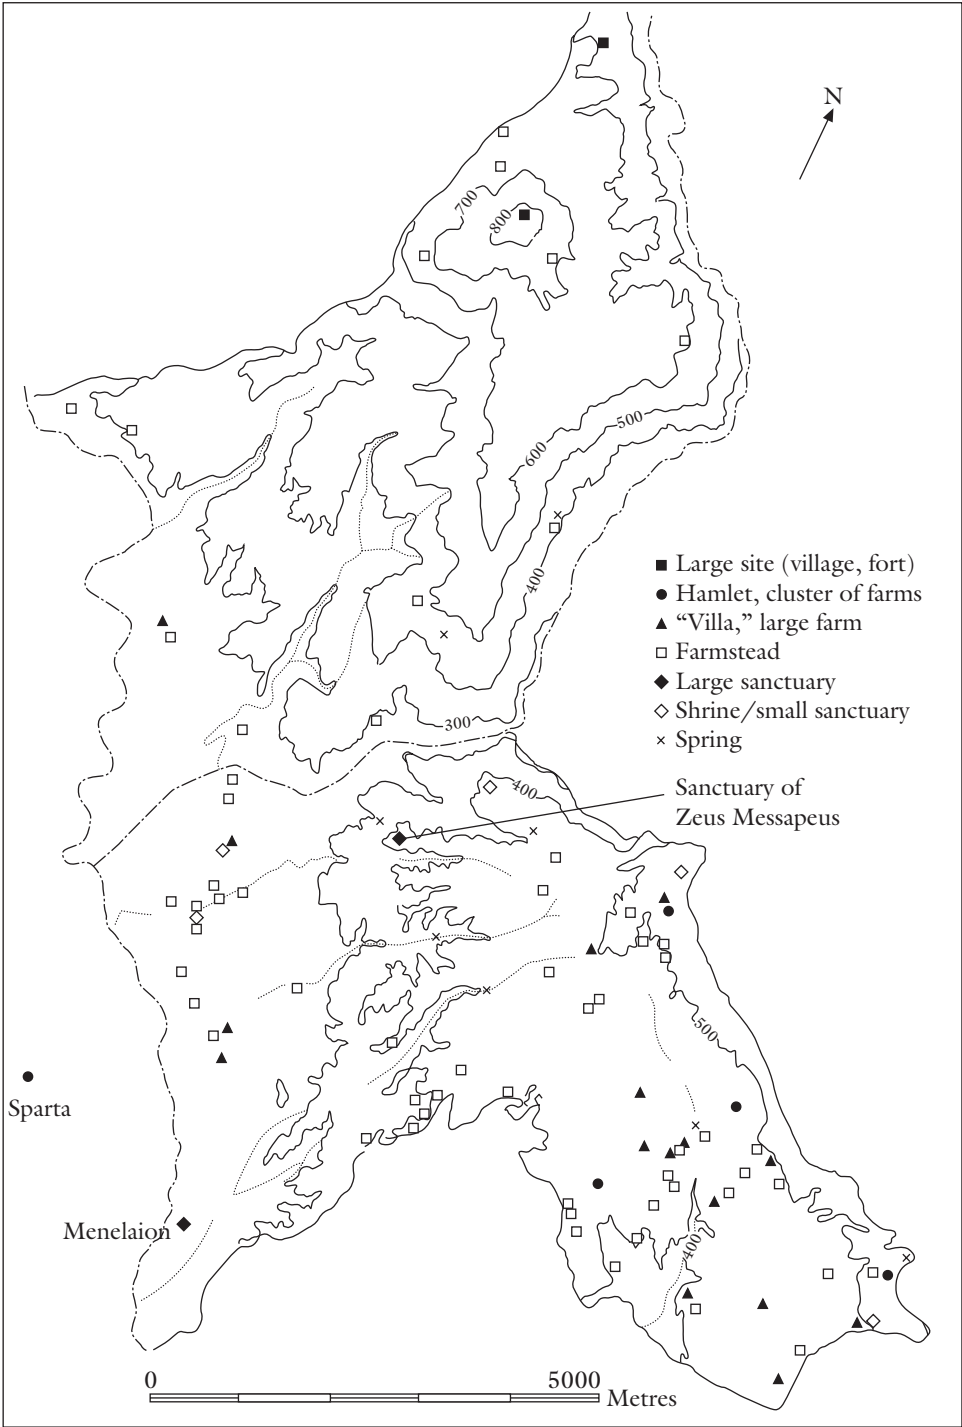 N
700
800
500
600
400
Large site (village, fort)
Hamlet, cluster of farms
“Villa,” large farm
Farmstead
Large sanctuary
Shrine/small sanctuary
Spring
300
400
Sanctuary of
Zeus Messapeus
500
Sparta
Menelaion
400
0
5000
Metres